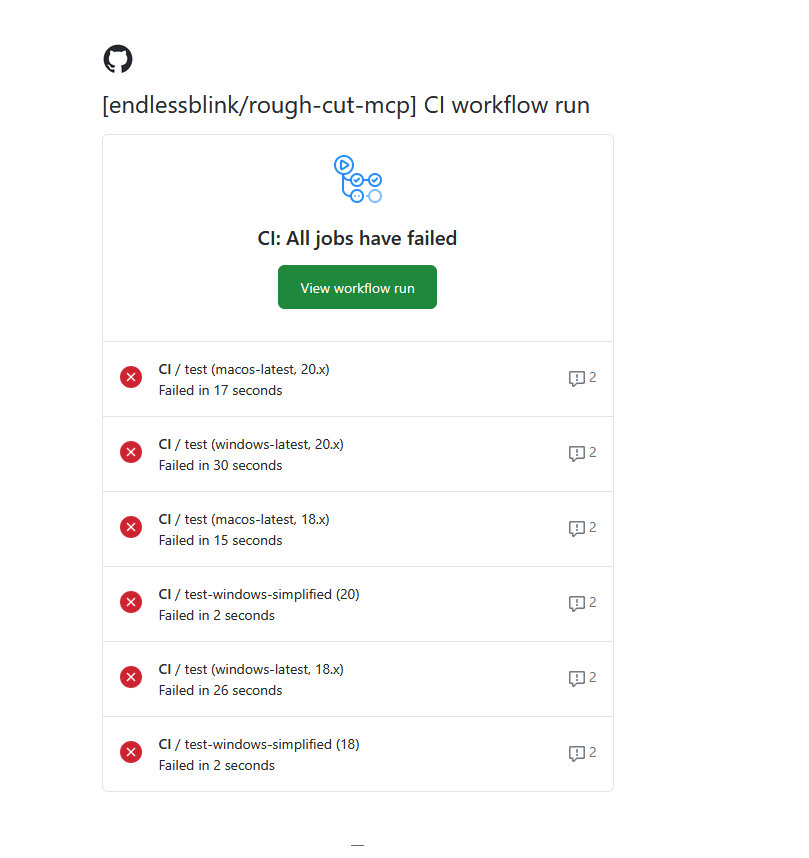 [endlessblink/rough-cut-mcp] CI workflow run
CI: All jobs have failed
View workflow run
CI / test (macos-latest, 20.x)
Failed in 17 seconds
2
CI / test (windows-latest, 20.x)
Failed in 30 seconds
2
CI / test (macos-latest, 18.x)
Failed in 15 seconds
2
CI / test-windows-simplified (20)
Failed in 2 seconds
2
CI / test (windows-latest, 18.x)
Failed in 26 seconds
2
CI / test-windows-simplified (18)
Failed in 2 seconds
2